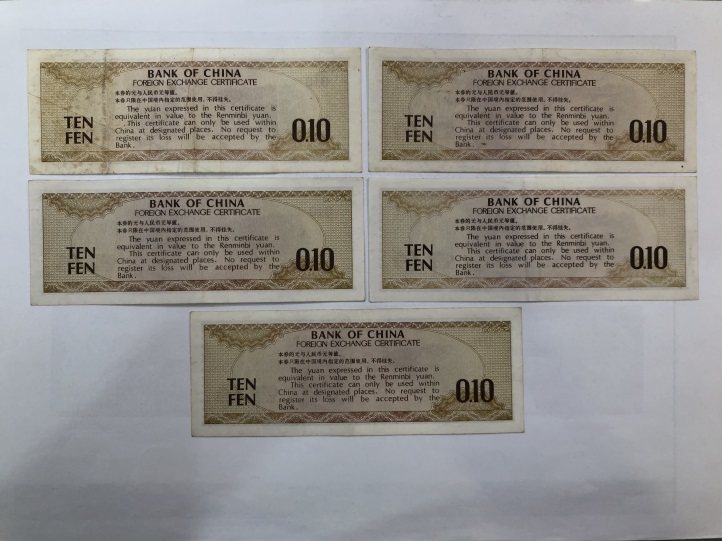 BANK OF CHINA
FOREIGN EXCHANGE CERTIFICATE
本券的元与人民币元等值。
本券只限在中国境内指定的范围使用，不得挂失。
The yuan expressed in this certificate is
equivalent in value to the Renminbi yuan.
This certificate can only be used within
China at designated places. No request to
register its loss will be accepted by the
Bank.
TEN
FEN
0.10
BANK OF CHINA
FOREIGN EXCHANGE CERTIFICATE
本券的元与人民币元等值。
本券只限在中国境内指定的范围使用，不得挂失。
The yuan expressed in this certificate is
equivalent in value to the Renminbi yuan.
This certificate can only be used within
China at designated places. No request to
register its loss will be accepted by the
Bank.
TEN
FEN
0.10
BANK OF CHINA
FOREIGN EXCHANGE CERTIFICATE
本券的元与人民币元等值。
本券只限在中国境内指定的范围使用，不得挂失。
The yuan expressed in this certificate is
equivalent in value to the Renminbi yuan.
This certificate can only be used within
China at designated places. No request to
register its loss will be accepted by the
Bank.
TEN
FEN
0.10
BANK OF CHINA
FOREIGN EXCHANGE CERTIFICATE
本券的元与人民币元等值。
本券只限在中国境内指定的范围使用，不得挂失。
The yuan expressed in this certificate is
equivalent in value to the Renminbi yuan.
This certificate can only be used within
China at designated places. No request to
register its loss will be accepted by the
Bank.
TEN
FEN
0.10
BANK OF CHINA
FOREIGN EXCHANGE CERTIFICATE
本券的元与人民币元等值。
本券只限在中国境内指定的范围使用，不得挂失。
The yuan expressed in this certificate is
equivalent in value to the Renminbi yuan.
This certificate can only be used within
China at designated places. No request to
register its loss will be accepted by the
Bank.
TEN
FEN
0.10